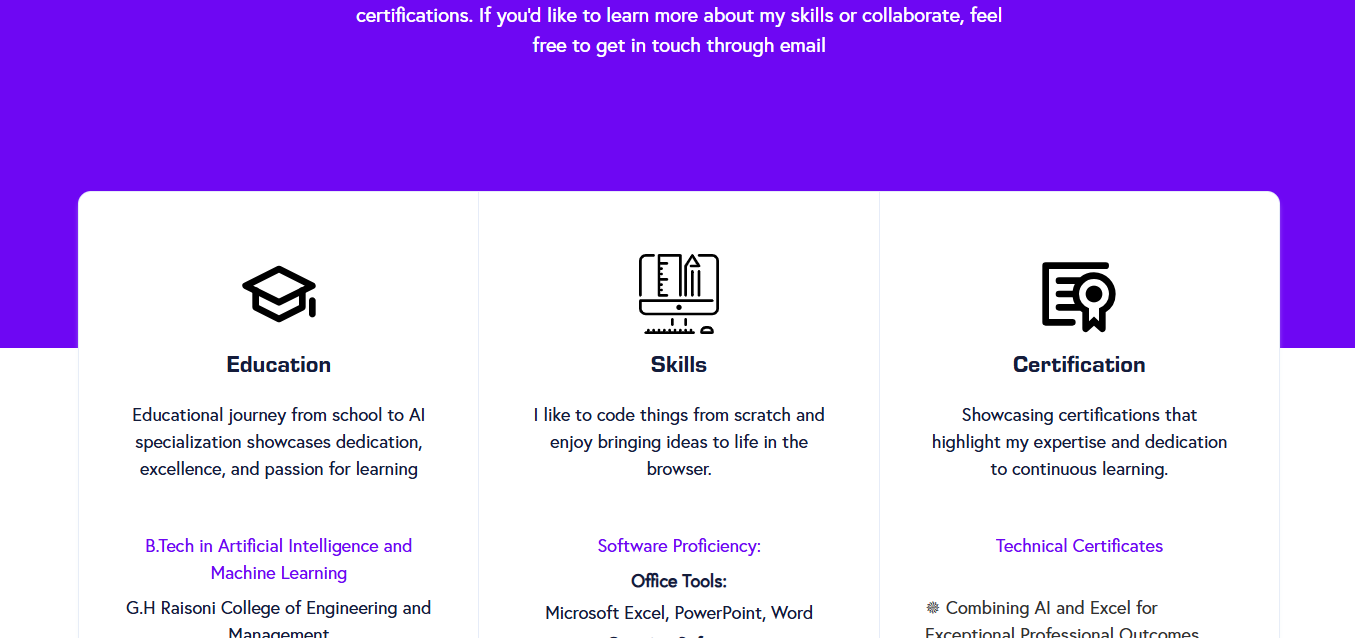 certifications. If you'd like to learn more about my skills or collaborate, feel
free to get in touch through email
Education
Educational journey from school to AI
specialization showcases dedication,
excellence, and passion for learning
B.Tech in Artificial Intelligence and
Machine Learning
G.H Raisoni College of Engineering and
Management
Skills
I like to code things from scratch and
enjoy bringing ideas to life in the
browser.
Software Proficiency:
Office Tools:
Microsoft Excel, PowerPoint, Word
Certification
Showcasing certifications that
highlight my expertise and dedication
to continuous learning.
Technical Certificates
Combining AI and Excel for
Exceptional Professional Outcomes